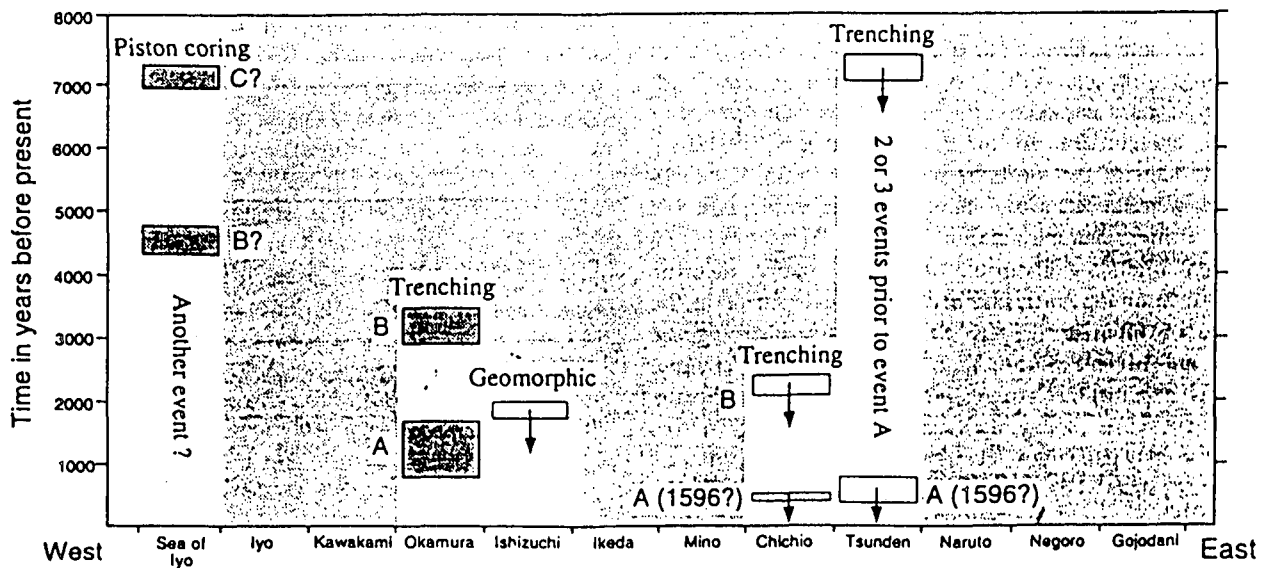 Time in years before present
8000
7000
6000
5000
4000
3000
2000
1000
Piston coring
C?
B?
Another event ?
Trenching
B
A
Geomorphic
Trenching
B
A (1596?)
Trenching
2 or 3 events prior to event A
A (1596?)
West
Sea of
Iyo
Iyo
Kawakami
Okamura
Ishizuchi
Ikeda
Mino
Chichio
Tsunden
Naruto
Negoro
Gojodani
East